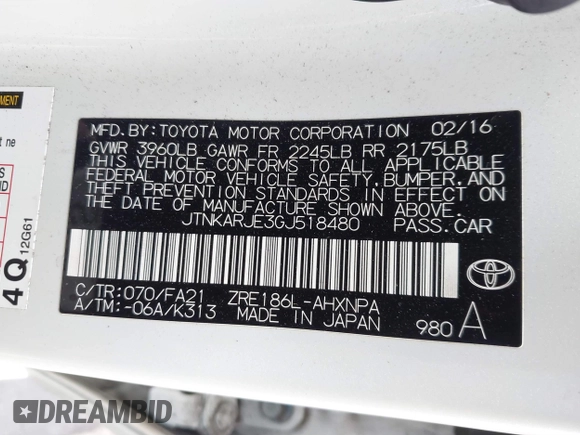 MFD.BY:TOYOTA MOTOR CORPORATION 02/16
GVWR 3960LB GAWR FR 2245LB RR 2175LB
THIS VEHICLE CONFORMS TO ALL APPLICABLE
FEDERAL MOTOR VEHICLE SAFETY,BUMPER,AND
THEFT PREVENTION STANDARDS IN EFFECT ON
THE DATE OF MANUFACTURE SHOWN ABOVE.
JTNKARJE3GJ518480 PASS.CAR
C/TR:070/FA21 ZRE186L-AHXNPA
A/TM:-06A/K313 MADE IN JAPAN 980 A
TOYOTA
4Q
12G61
DREAMBID